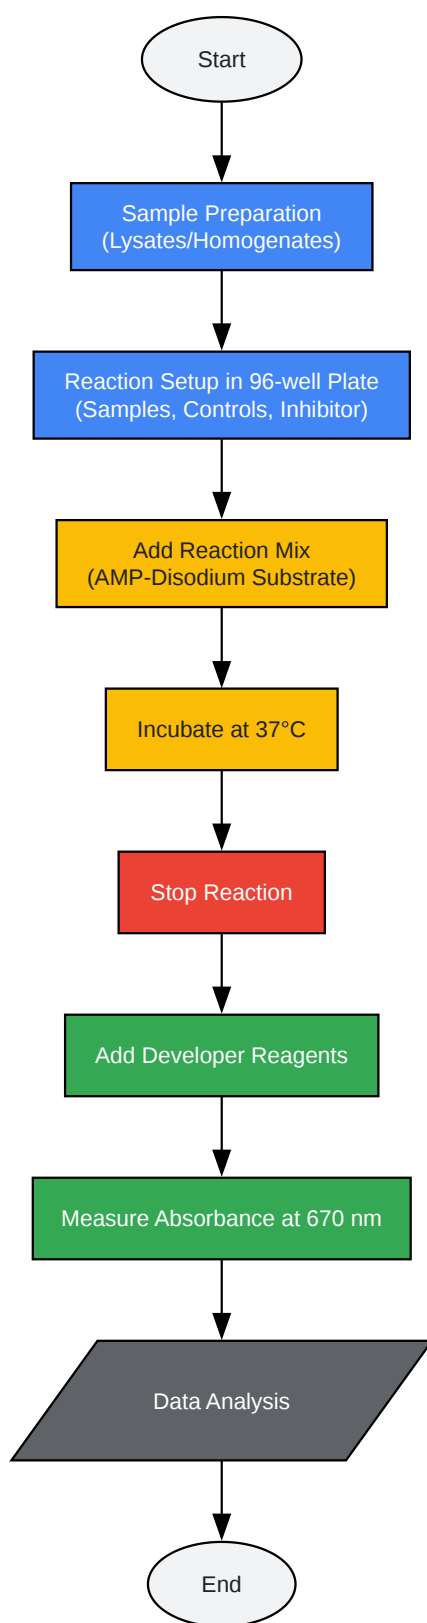 Start
Sample Preparation
(Lysates/Homogenates)
Reaction Setup in 96-well Plate
(Samples, Controls, Inhibitor)
Add Reaction Mix
(AMP-Disodium Substrate)
Incubate at 37°C
Stop Reaction
Add Developer Reagents
Measure Absorbance at 670 nm
Data Analysis
End